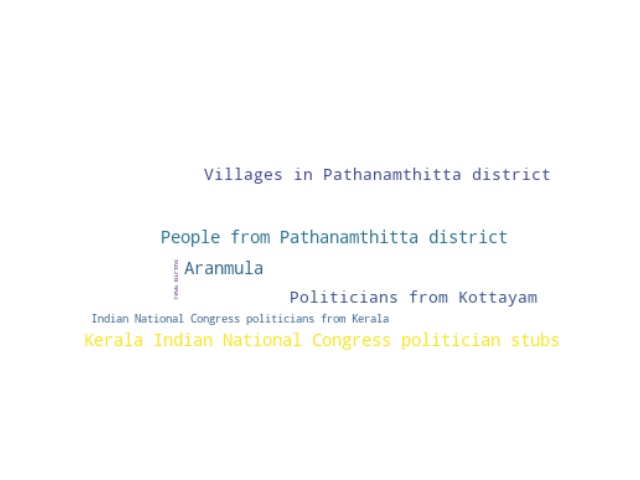 Villages in Pathanamthitta district
People from Pathanamthitta district
Aranmula
Politicians from Kottayam
Indian National Congress politicians from Kerala
Kerala Indian National Congress politician stubs